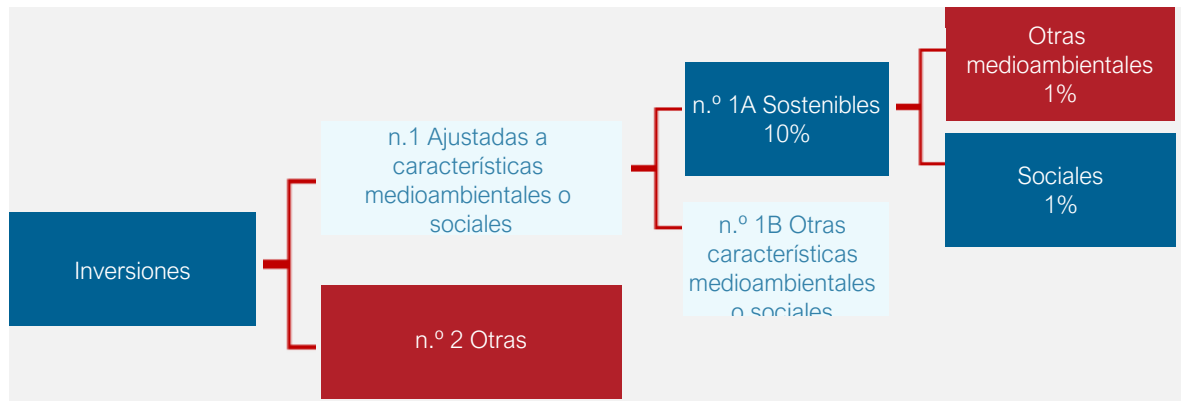 Inversiones
n.1 Ajustadas a
características
medioambientales o
sociales
n.º 2 Otras
n.º 1A Sostenibles
10%
n.º 1B Otras
características
medioambientales
o sociales
Otras
medioambientales
1%
Sociales
1%